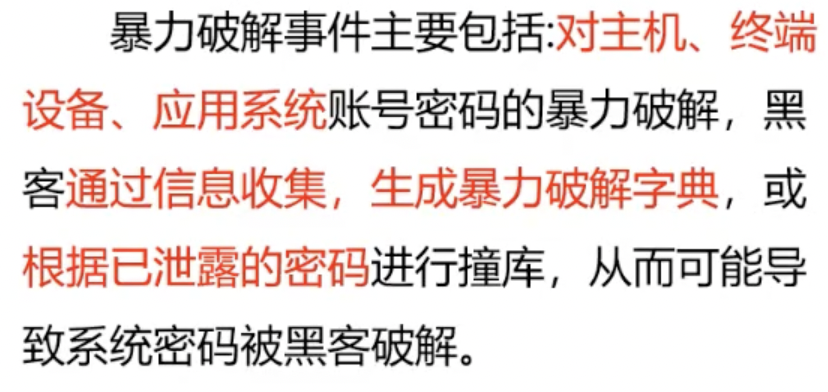 暴力破解事件主要包括:对主机、终端
设备、应用系统账号密码的暴力破解，黑
客通过信息收集，生成暴力破解字典，或
根据已泄露的密码进行撞库，从而可能导
致系统密码被黑客破解。